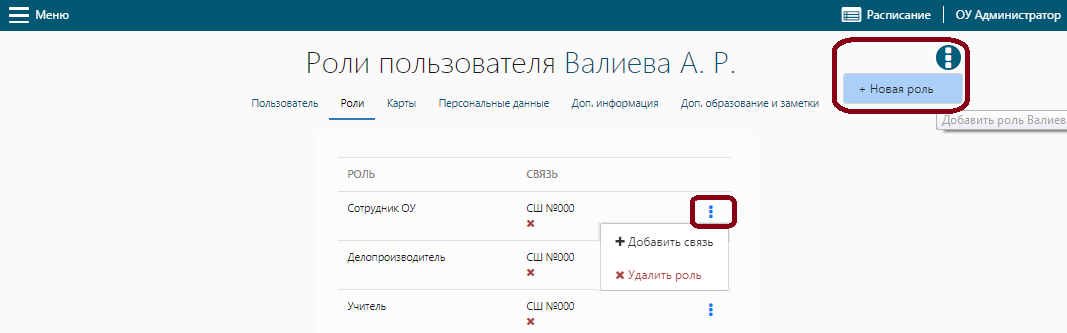 Меню
Расписание
ОУ Администратор
Роли пользователя Валиева А. Р.
+ Новая роль
Пользователь Роли Карты Персональные данные Доп. информация Доп. образование и заметки
Добавить роль Валиев
РОЛЬ СВЯЗЬ
Сотрудник ОУ СШ №000
Добавить связь
Делопроизводитель СШ №000
Удалить роль
Учитель СШ №000